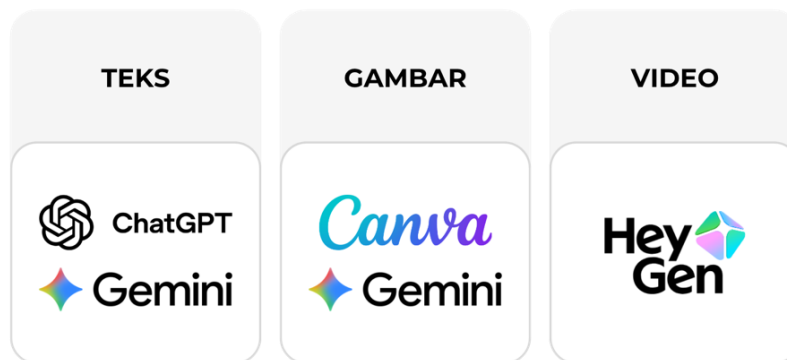 TEKS
ChatGPT
Gemini
GAMBAR
Canva
Gemini
VIDEO
Hey
Gen